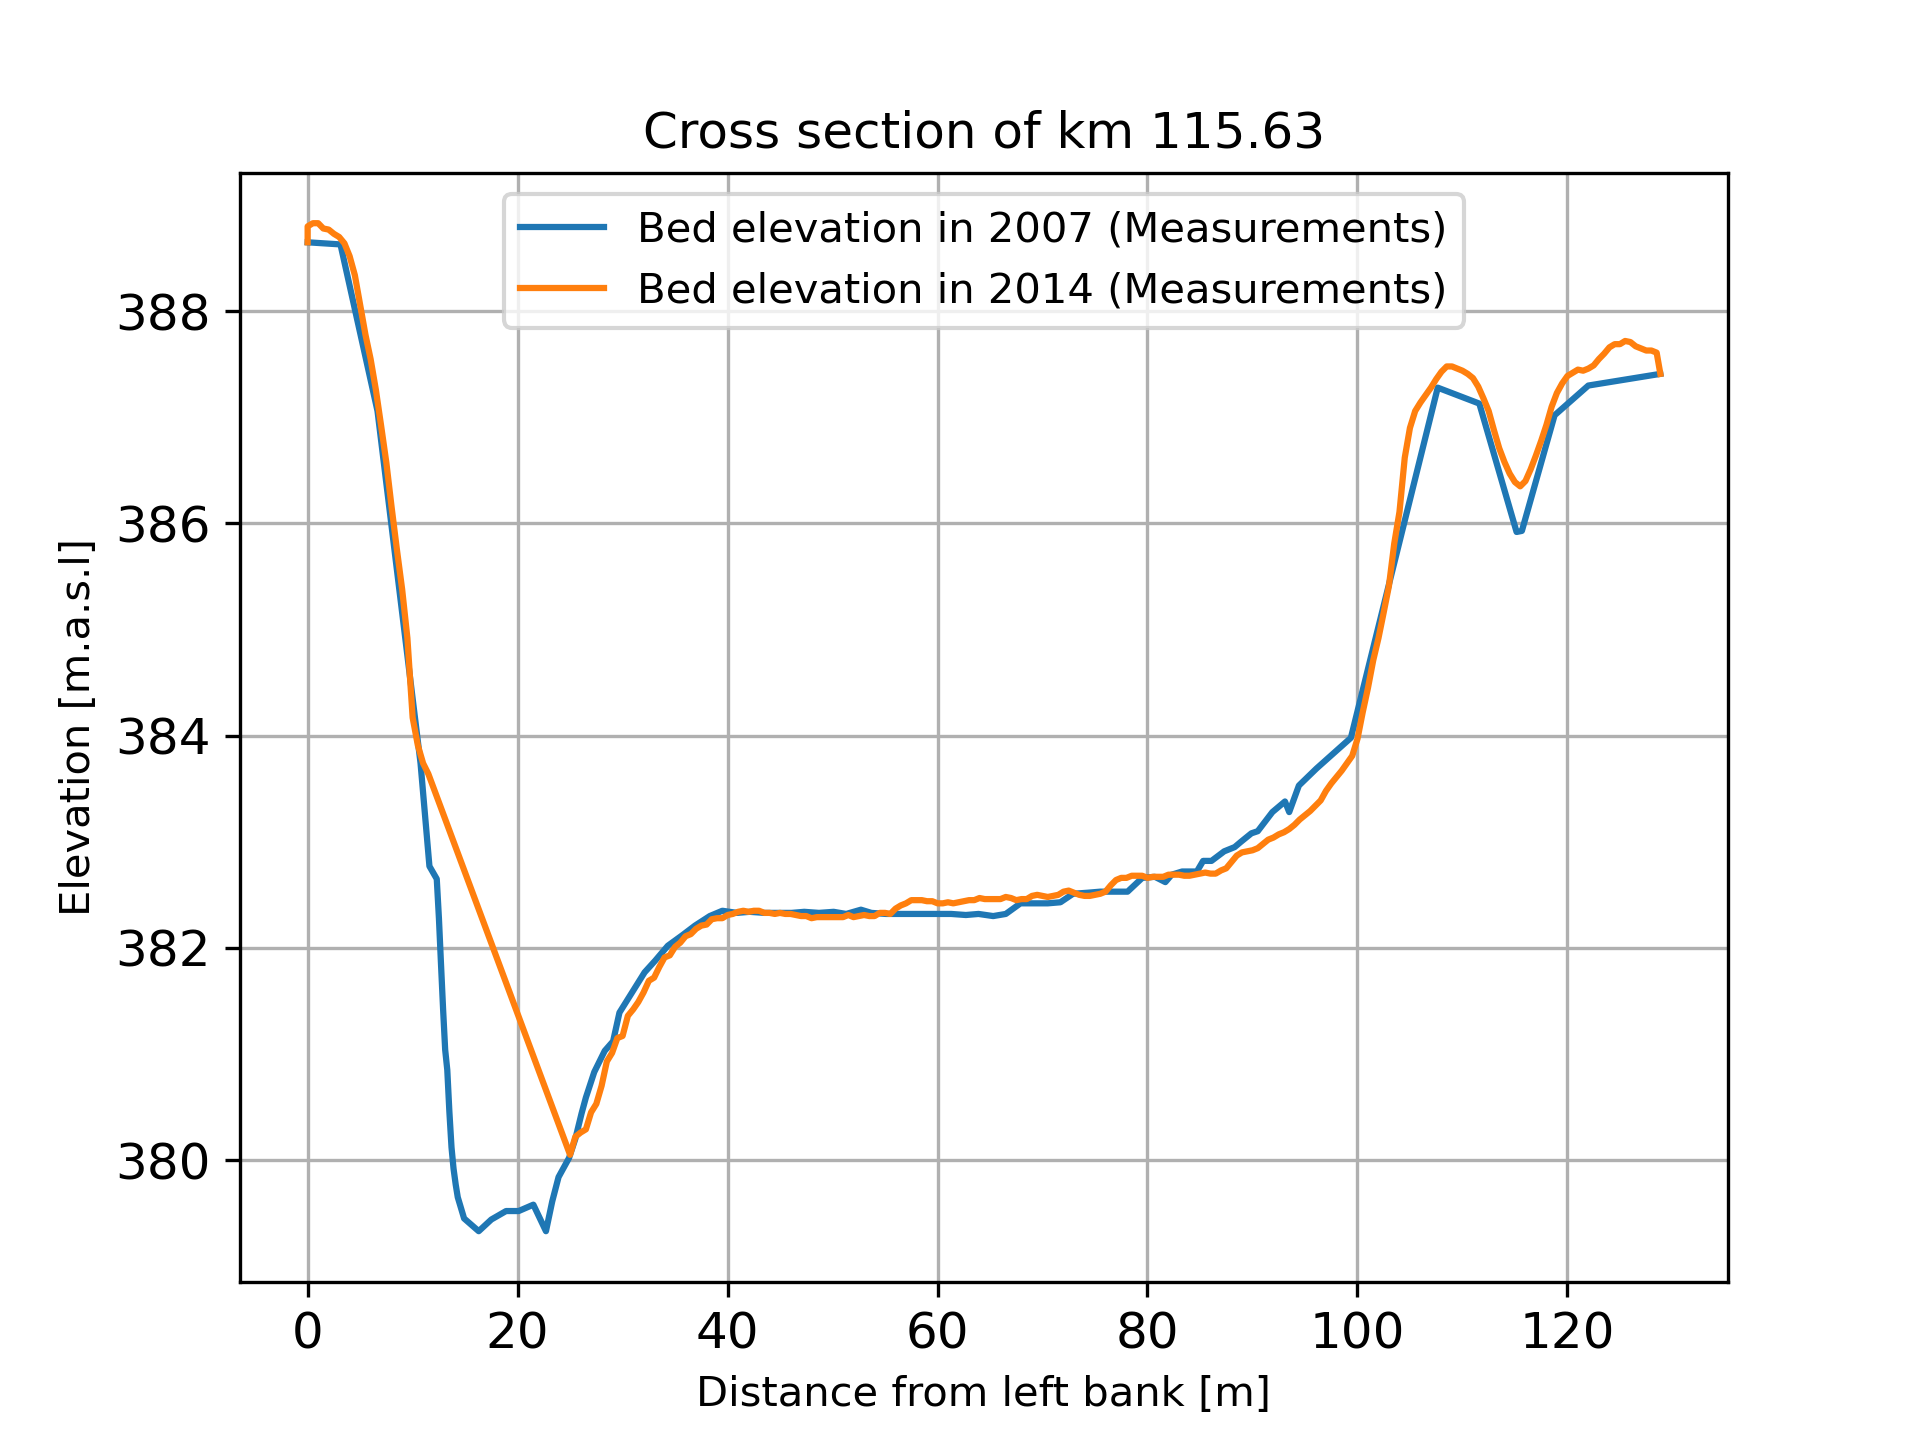 Cross section of km 115.63
Bed elevation in 2007 (Measurements)
Bed elevation in 2014 (Measurements)
Elevation [m.a.s.l]
388
386
384
382
380
0 20 40 60 80 100 120
Distance from left bank [m]